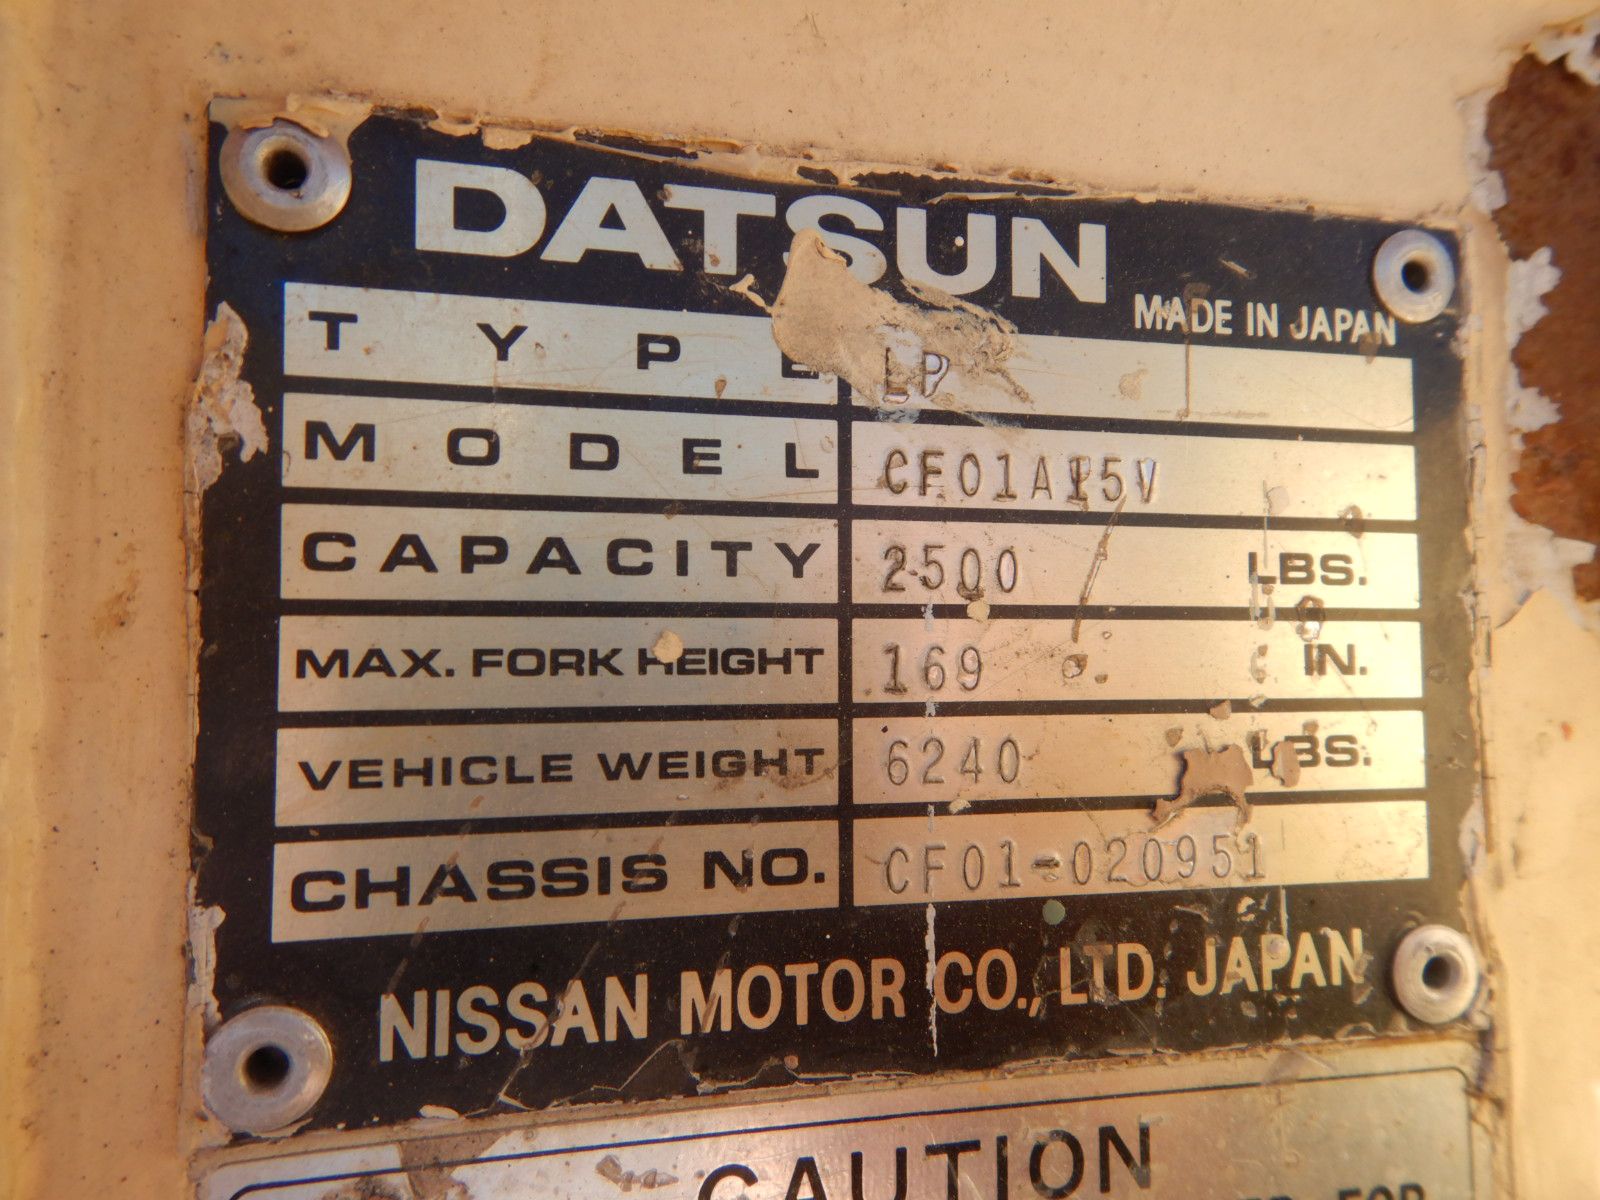 DATSUN
MADE IN JAPAN
TYPE LP
MODEL CF01A15V
CAPACITY 2500 LBS.
MAX. FORK HEIGHT 169 IN.
VEHICLE WEIGHT 6240 LBS.
CHASSIS NO. CF01-020951
NISSAN MOTOR CO., LTD. JAPAN
CAUTION